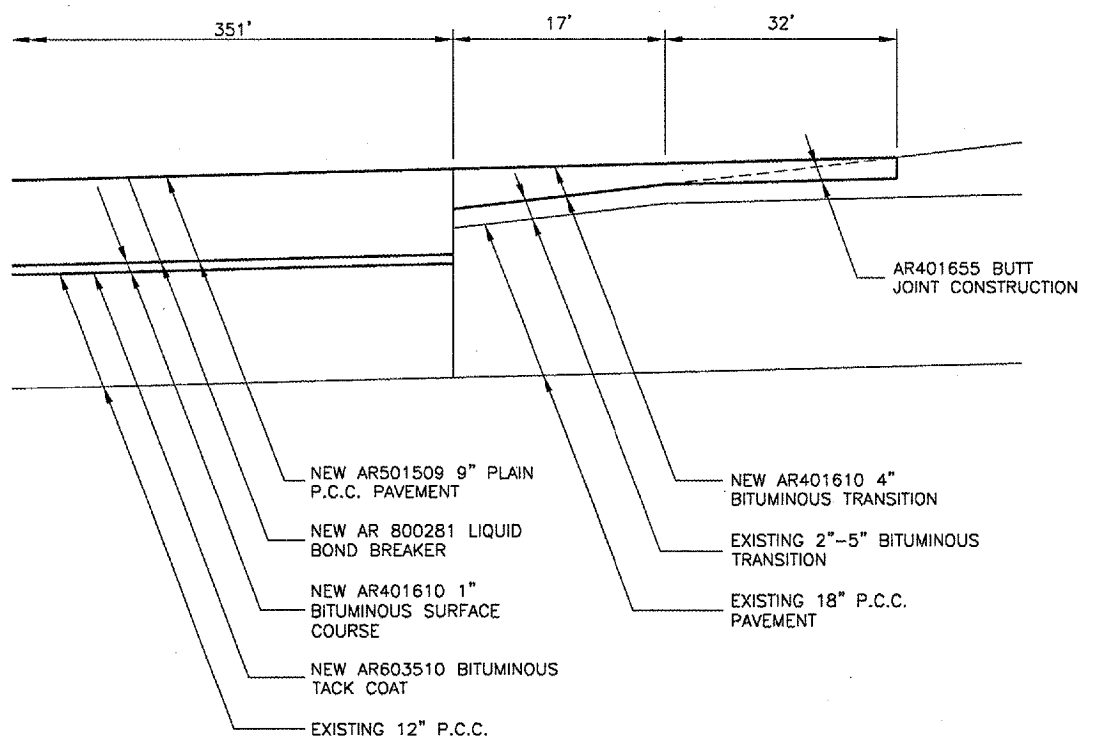 351'
17'
32'
AR401655 BUTT
JOINT CONSTRUCTION
NEW AR501509 9" PLAIN
P.C.C. PAVEMENT
NEW AR 800281 LIQUID
BOND BREAKER
NEW AR401610 1"
BITUMINOUS SURFACE
COURSE
NEW AR603510 BITUMINOUS
TACK COAT
EXISTING 12" P.C.C.
NEW AR401610 4"
BITUMINOUS TRANSITION
EXISTING 2"-5" BITUMINOUS
TRANSITION
EXISTING 18" P.C.C.
PAVEMENT